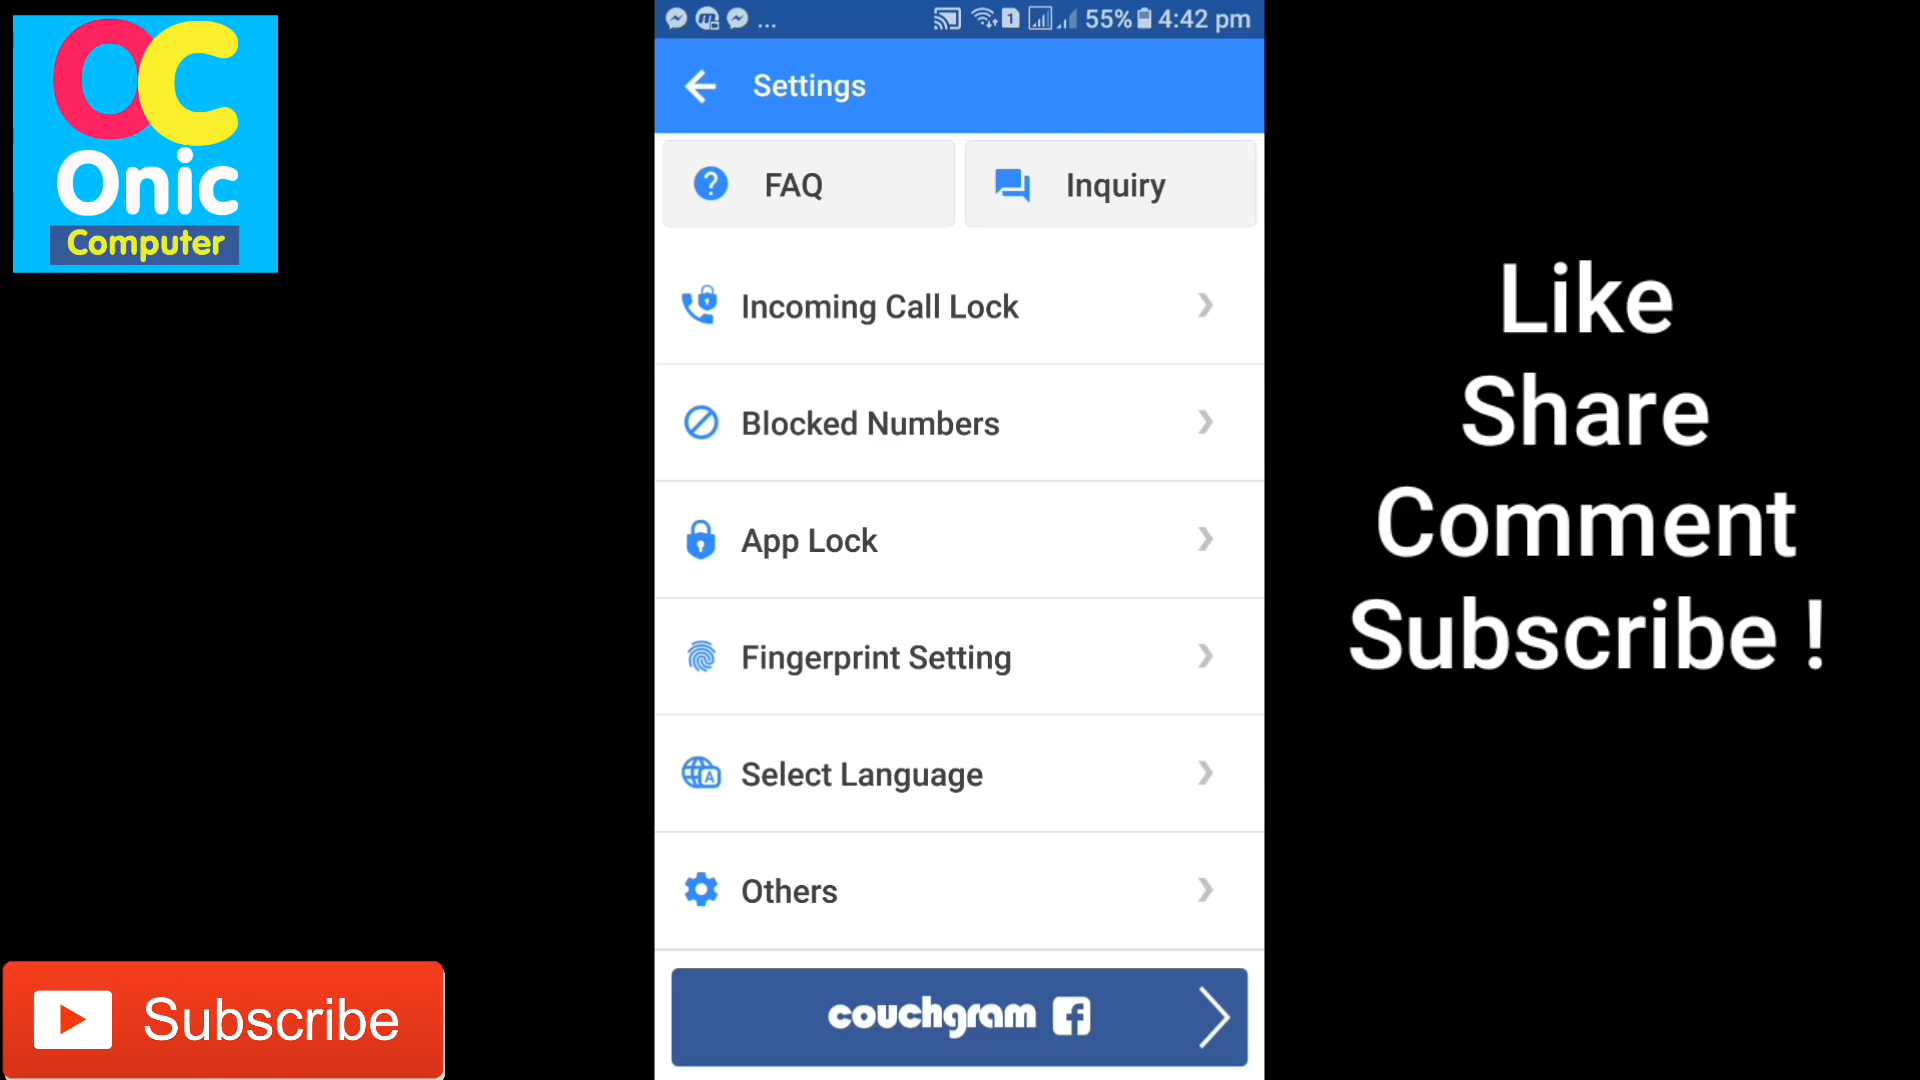 OC
Onic
Computer
... 1 55% 4:42 pm
Settings
FAQ
Inquiry
Incoming Call Lock
Blocked Numbers
App Lock
Fingerprint Setting
Select Language
Others
couchgram
Like
Share
Comment
Subscribe !
Subscribe